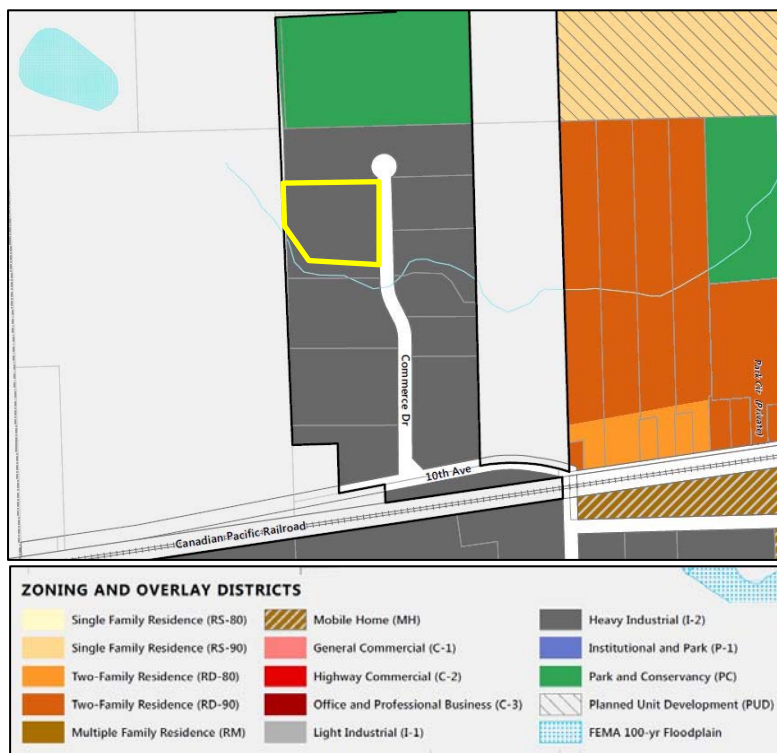 Commerce Dr
Park Cir (Private)
10th Ave
Canadian Pacific Railroad
ZONING AND OVERLAY DISTRICTS
Single Family Residence (RS-80)
Single Family Residence (RS-90)
Two-Family Residence (RD-80)
Two-Family Residence (RD-90)
Multiple Family Residence (RM)
Mobile Home (MH)
General Commercial (C-1)
Highway Commercial (C-2)
Office and Professional Business (C-3)
Light Industrial (I-1)
Heavy Industrial (I-2)
Institutional and Park (P-1)
Park and Conservancy (PC)
Planned Unit Development (PUD)
FEMA 100-yr Floodplain